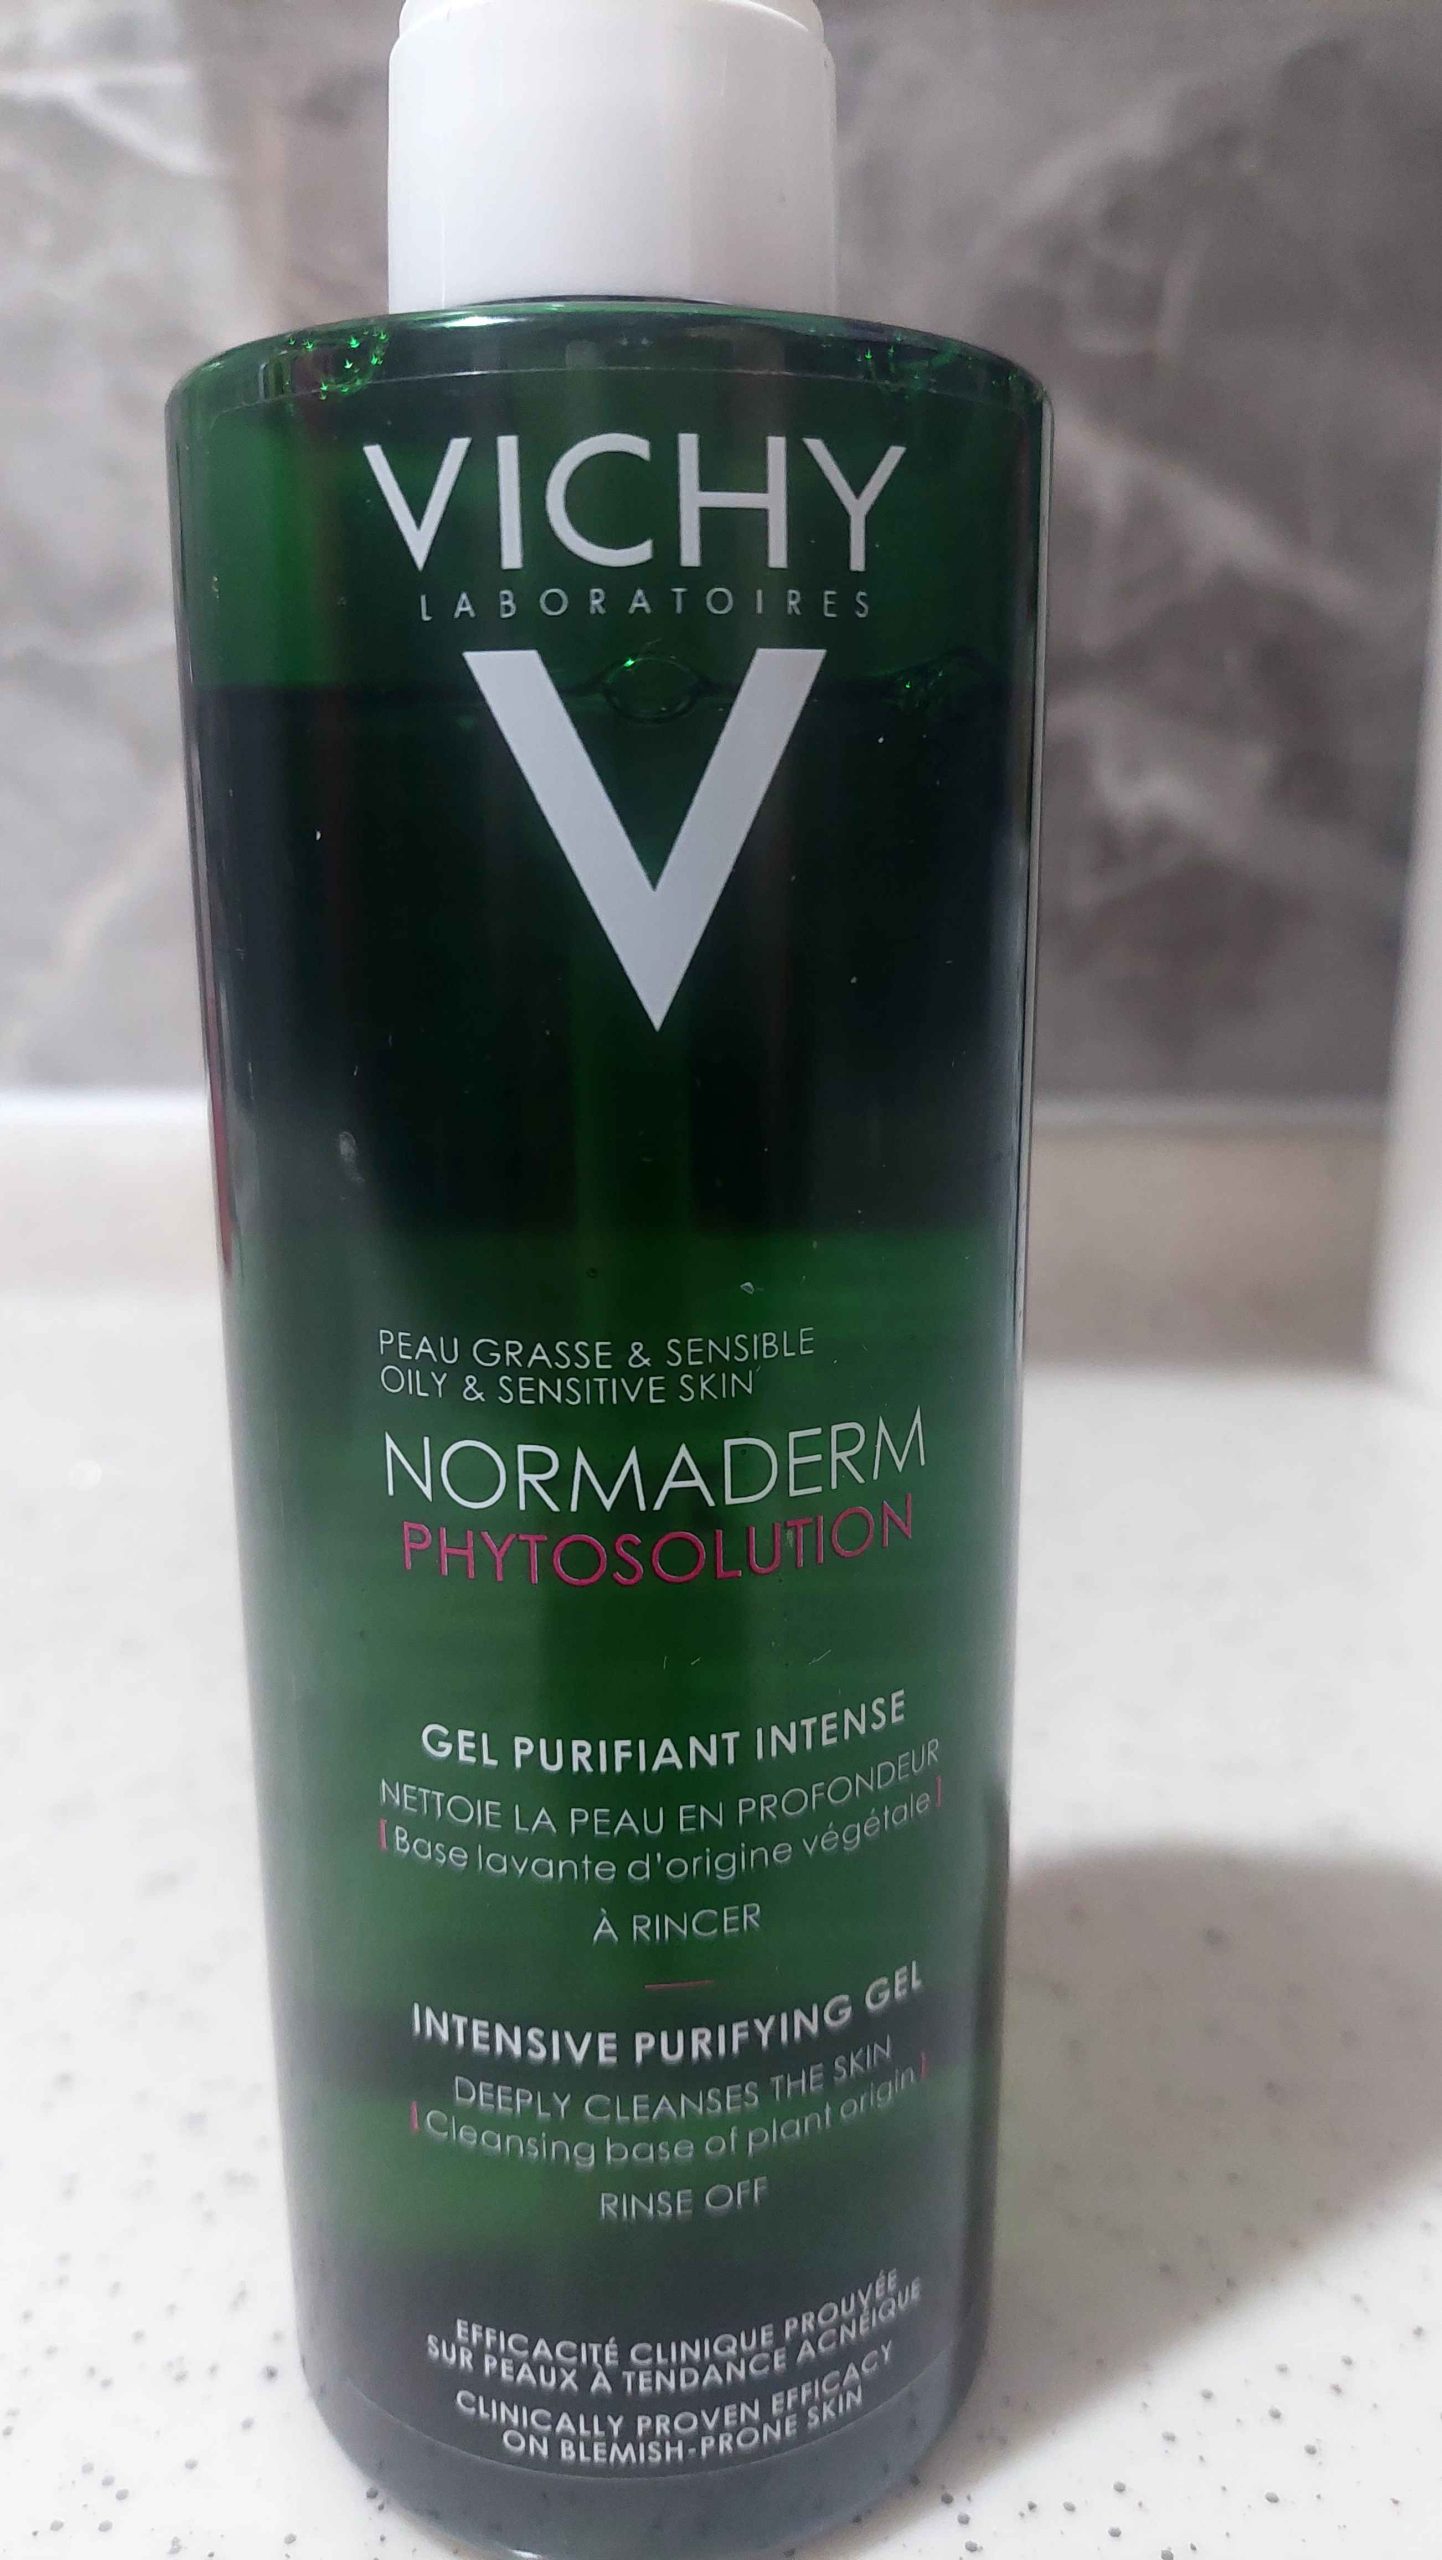 VICHY
LABORATOIRES
V
PEAU GRASSE & SENSIBLE
OILY & SENSITIVE SKIN
NORMADERM
PHYTOSOLUTION
GEL PURIFIANT INTENSE
NETTOIE LA PEAU EN PROFONDEUR
[Base lavante d'origine végétale]
À RINCER
INTENSIVE PURIFYING GEL
DEEPLY CLEANSES THE SKIN
[Cleansing base of plant origin]
RINSE OFF
EFFICACITÉ CLINIQUE PROUVÉE
SUR PEAUX À TENDANCE ACNÉIQUE
CLINICALLY PROVEN EFFICACY
ON BLEMISH-PRONE SKIN